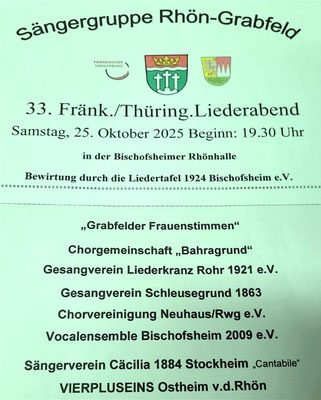 Sängergruppe Rhön-Grabfeld
FRÄNKISCHER
SÄNGERBUND
33. Fränk./Thüring.Liederabend
Samstag, 25. Oktober 2025 Beginn: 19.30 Uhr
in der Bischofsheimer Rhönhalle
Bewirtung durch die Liedertafel 1924 Bischofsheim e.V.
„Grabfelder Frauenstimmen"
Chorgemeinschaft „Bahragrund"
Gesangverein Liederkranz Rohr 1921 e.V.
Gesangverein Schleusegrund 1863
Chorvereinigung Neuhaus/Rwg e.V.
Vocalensemble Bischofsheim 2009 e.V.
Sängerverein Cäcilia 1884 Stockheim „Cantabile"
VIERPLUSEINS Ostheim v.d.Rhön